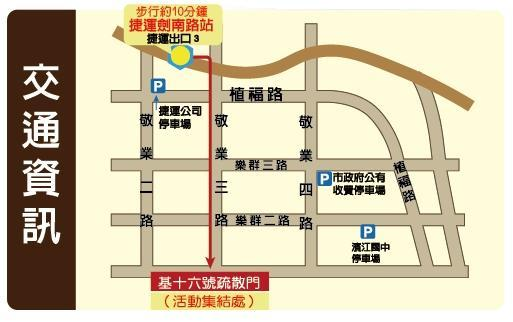 交通資訊
步行約10分鐘
捷運劍南路站
捷運出口 3
P
捷運公司
停車場
植福路
敬業二路
敬業三路
敬業四路
樂群三路
P
市政府公有
收費停車場
植福路
樂群二路
P
濱江國中
停車場
基十六號疏散門
（活動集結處）